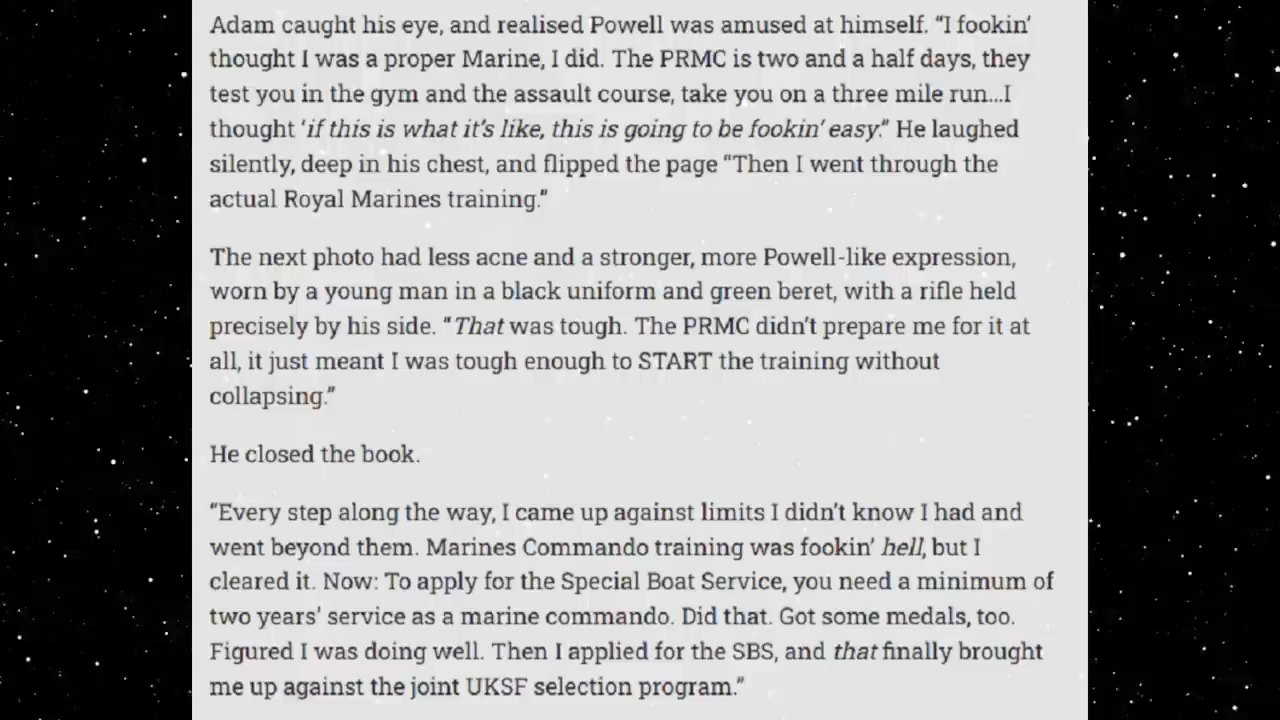 Adam caught his eye, and realised Powell was amused at himself. “I fookin’
thought I was a proper Marine, I did. The PRMC is two and a half days, they
test you in the gym and the assault course, take you on a three mile run…I
thought ‘if this is what it’s like, this is going to be fookin’ easy.” He laughed
silently, deep in his chest, and flipped the page “Then I went through the
actual Royal Marines training.”
The next photo had less acne and a stronger, more Powell-like expression,
worn by a young man in a black uniform and green beret, with a rifle held
precisely by his side. “That was tough. The PRMC didn’t prepare me for it at
all, it just meant I was tough enough to START the training without
collapsing.”
He closed the book.
“Every step along the way, I came up against limits I didn’t know I had and
went beyond them. Marines Commando training was fookin’ hell, but I
cleared it. Now: To apply for the Special Boat Service, you need a minimum of
two years’ service as a marine commando. Did that. Got some medals, too.
Figured I was doing well. Then I applied for the SBS, and that finally brought
me up against the joint UKSF selection program.”